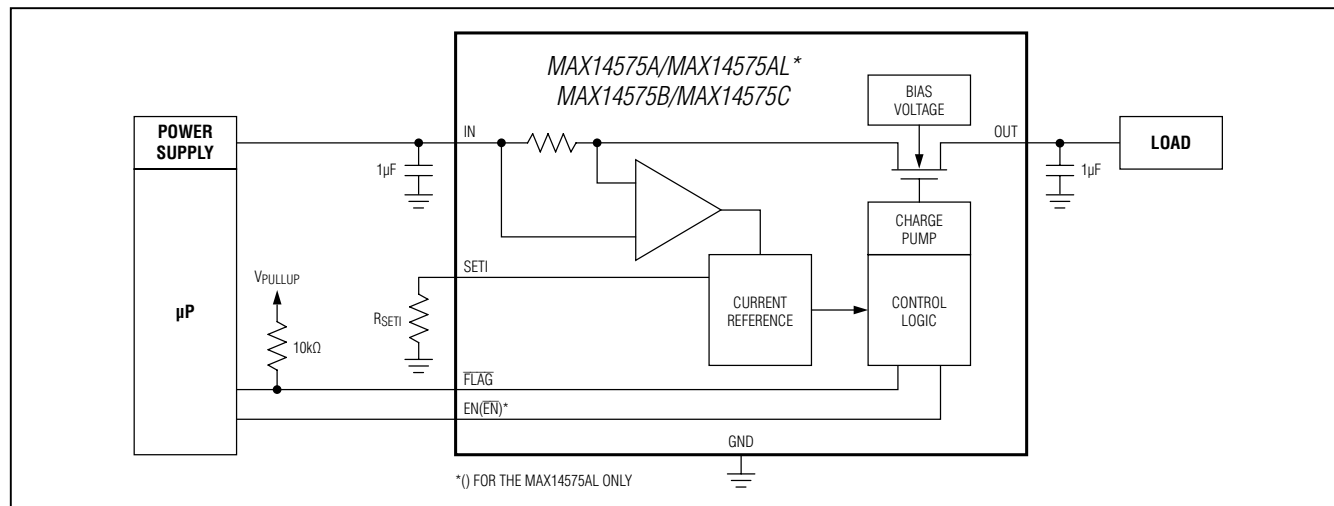 MAX14575A/MAX14575AL*
MAX14575B/MAX14575C
BIAS
VOLTAGE
POWER
SUPPLY
IN
OUT
LOAD
1µF
1µF
CHARGE
PUMP
SETI
VPULLUP
µP
RSETI
CURRENT
REFERENCE
CONTROL
LOGIC
10kΩ
FLAG
EN(EN)*
GND
*() FOR THE MAX14575AL ONLY